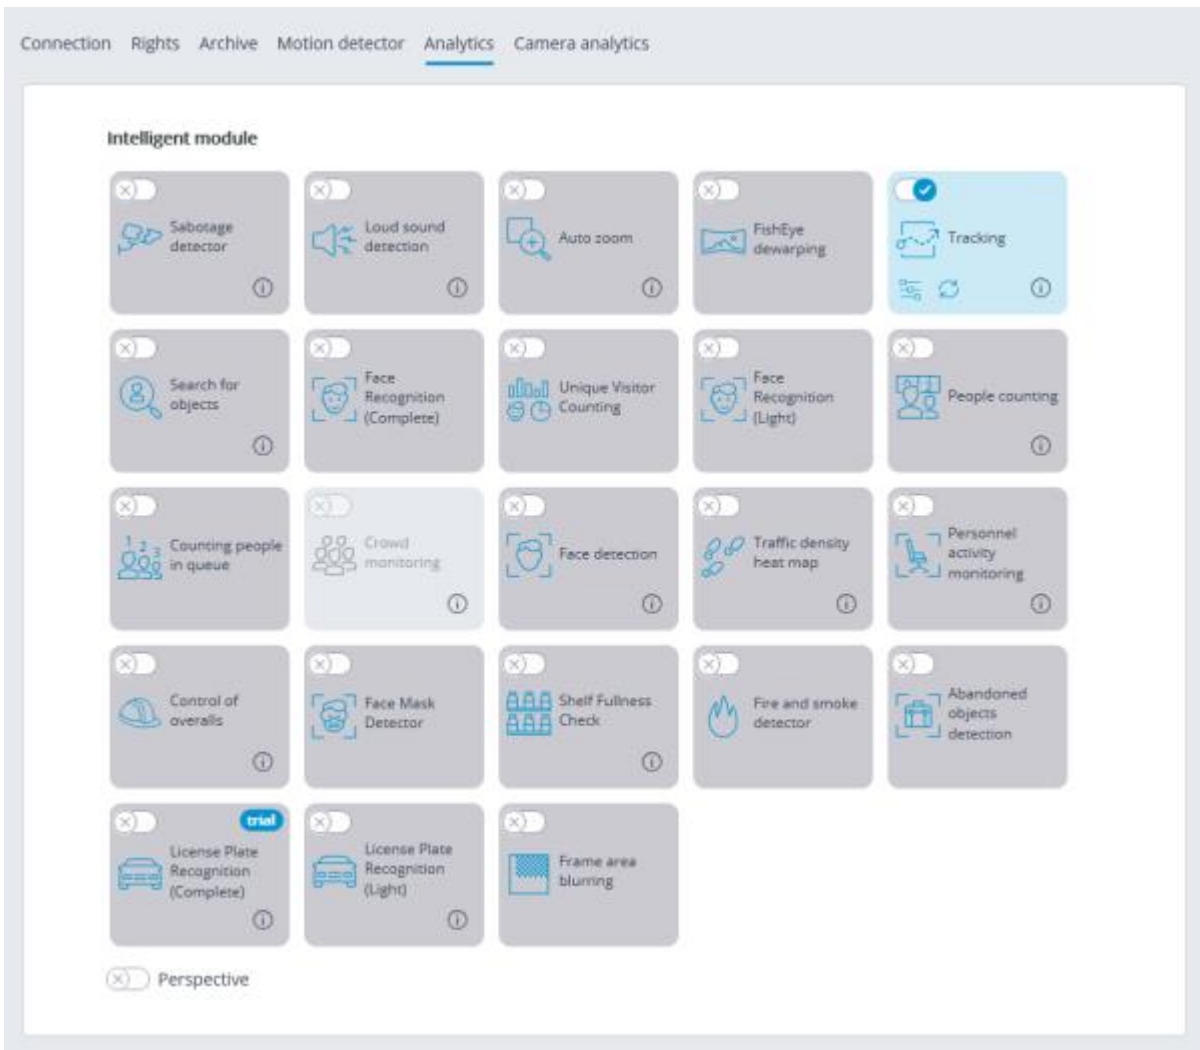 Connection Rights Archive Motion detector Analytics Camera analytics
Intelligent module
Sabotage
detector
Loud sound
detection
Auto zoom
FishEye
dewarping
Tracking
Search for
objects
Face
Recognition
(Complete)
Unique Visitor
Counting
Face
Recognition
(Light)
People counting
1 2 3
Counting people
in queue
Crowd
monitoring
Face detection
Traffic density
heat map
Personnel
activity
monitoring
Control of
overalls
Face Mask
Detector
Shelf Fullness
Check
Fire and smoke
detector
Abandoned
objects
detection
trial
License Plate
Recognition
(Complete)
License Plate
Recognition
(Light)
Frame area
blurring
Perspective